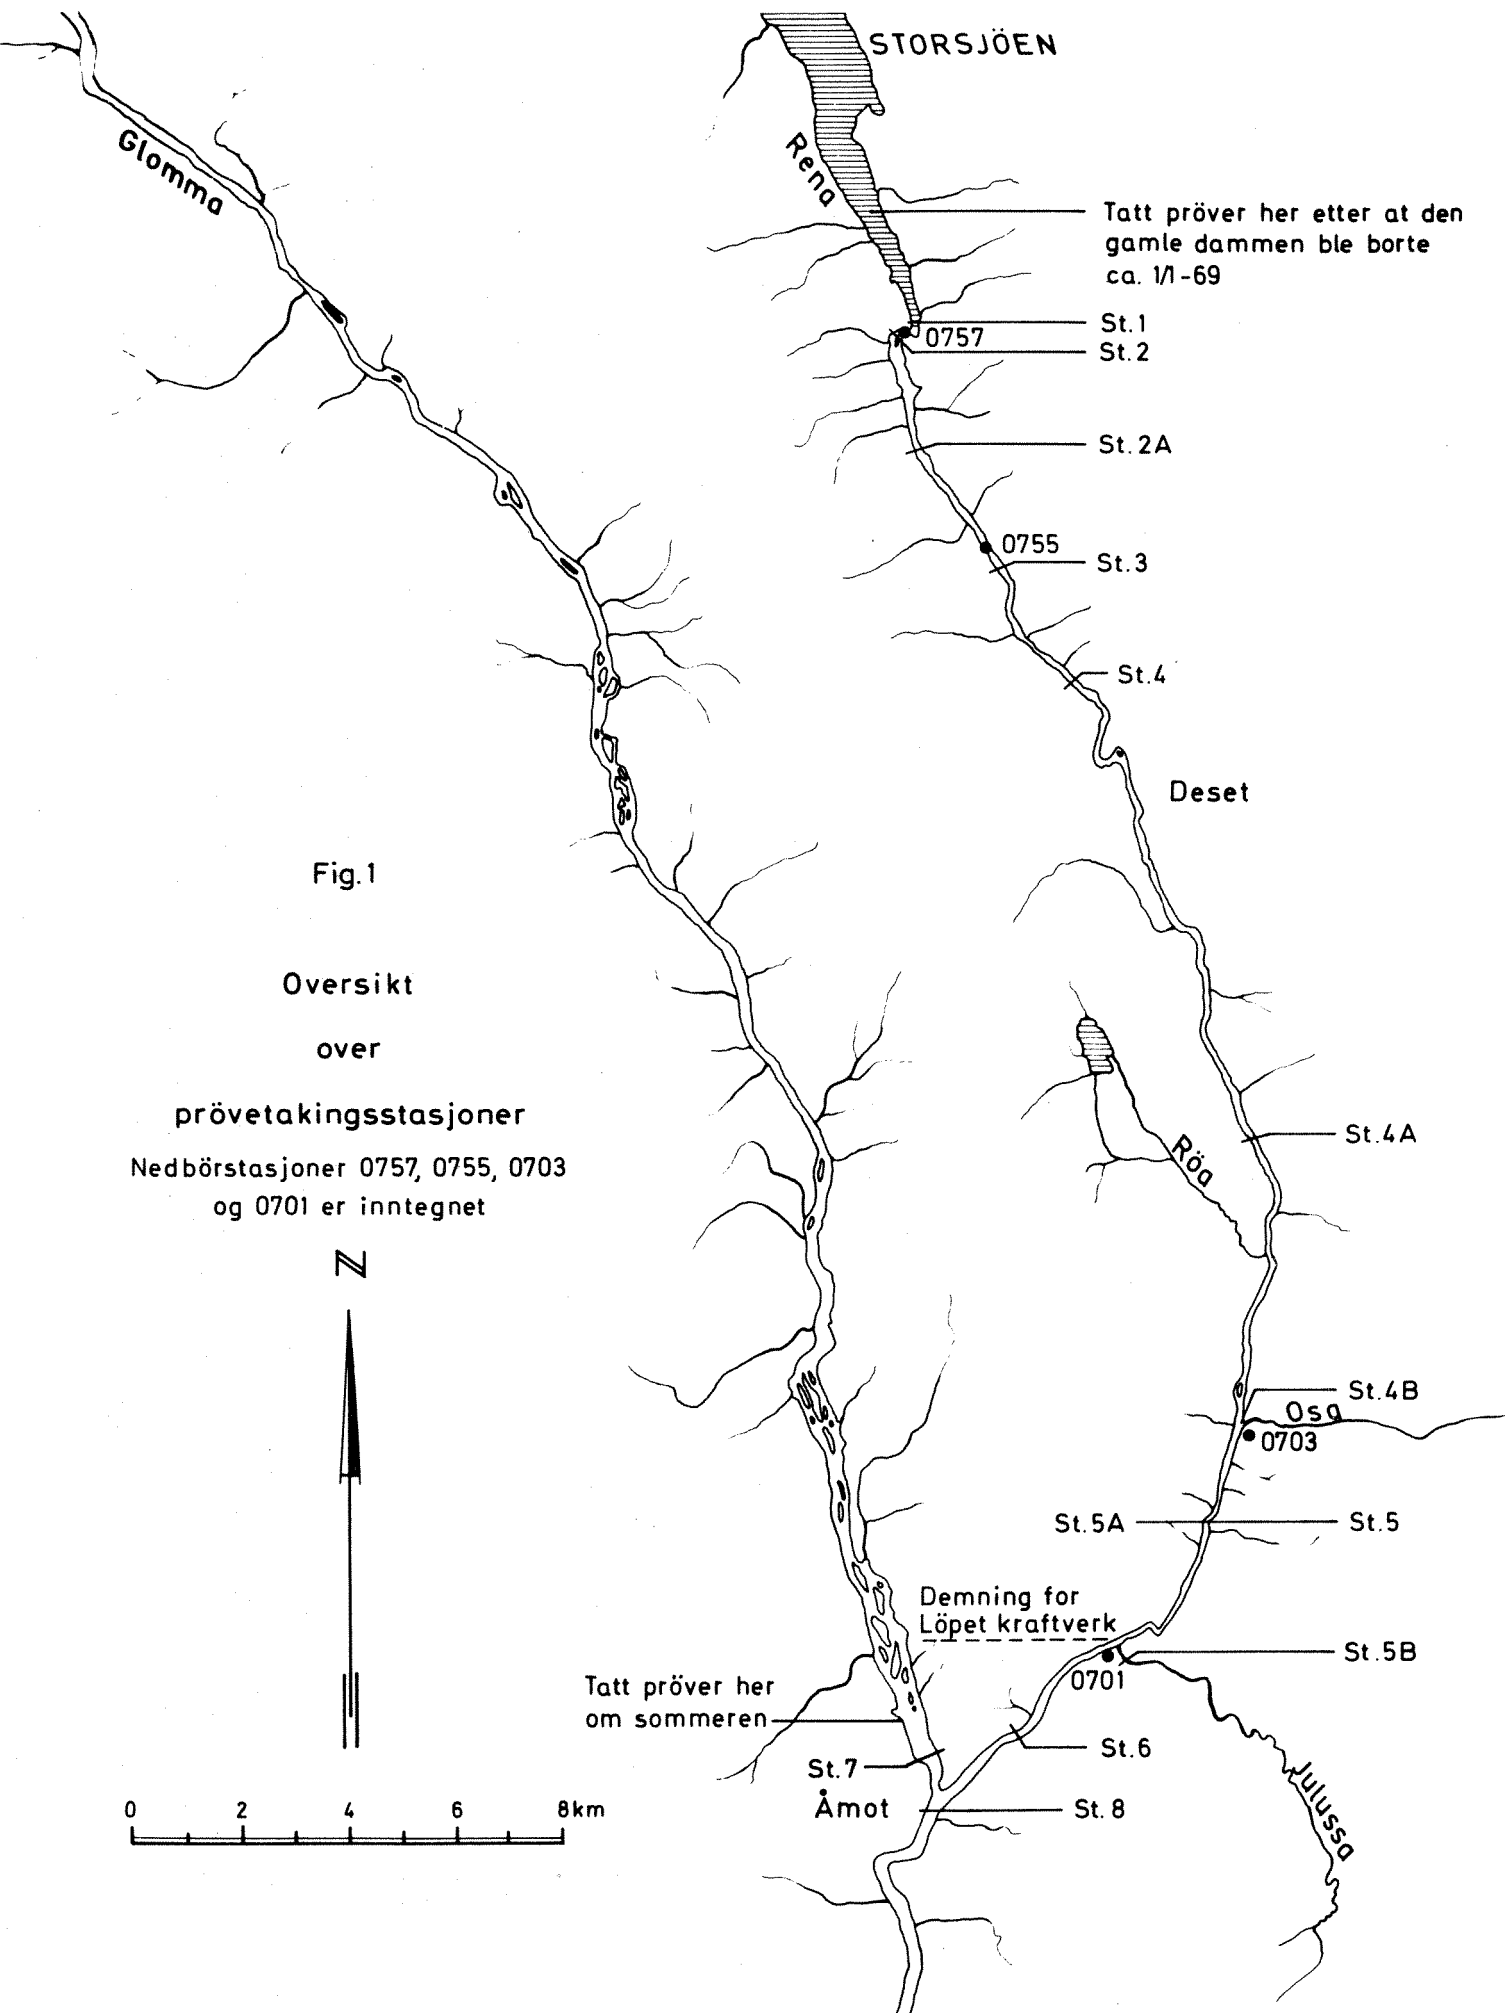 STORSJÖEN
Glomma
Rena
Tatt pröver her etter at den
gamle dammen ble borte
ca. 1/1-69
St.1
0757
St.2
St.2A
0755
St.3
St.4
Deset
Fig.1
Oversikt
over
prövetakingsstasjoner
Nedbörstasjoner 0757, 0755, 0703
og 0701 er inntegnet
N
Röa
St.4A
St.4B
Osa
0703
St.5A
St.5
Demning for
Löpet kraftverk
St.5B
0701
Tatt pröver her
om sommeren
St.6
St.7
Julussa
0 2 4 6 8km
Åmot
St.8